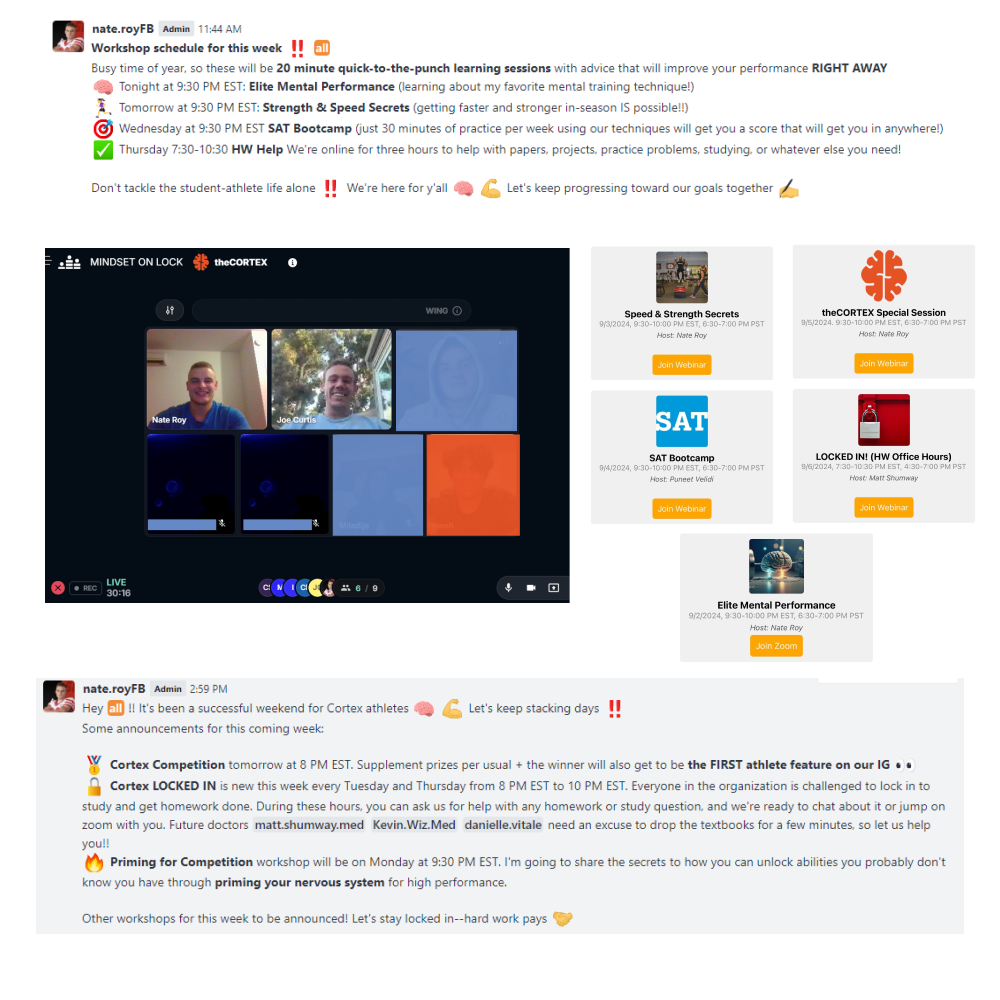 nate.royFB Admin 11:44 AM
Workshop schedule for this week ‼️ all
Busy time of year, so these will be 20 minute quick-to-the-punch learning sessions with advice that will improve your performance RIGHT AWAY
🧠 Tonight at 9:30 PM EST: Elite Mental Performance (learning about my favorite mental training technique!)
Tomorrow at 9:30 PM EST: Strength & Speed Secrets (getting faster and stronger in-season IS possible!!)
🎯 Wednesday at 9:30 PM EST SAT Bootcamp (just 30 minutes of practice per week using our techniques will get you a score that will get you in anywhere!)
✅ Thursday 7:30-10:30 HW Help We're online for three hours to help with papers, projects, practice problems, studying, or whatever else you need!
Don't tackle the student-athlete life alone ‼️ We're here for y'all 🧠 💪 Let's keep progressing toward our goals together ✍️
MINDSET ON LOCK theCORTEX
WING
Nate Roy
Joe Curtis
REC
LIVE
30:16
6 / 9
Speed & Strength Secrets
9/3/2024, 9:30-10:00 PM EST, 6:30-7:00 PM PST
Host: Nate Roy
Join Webinar
theCORTEX Special Session
9/5/2024. 9:30-10:00 PM EST, 6:30-7:00 PM PST
Host: Nate Roy
Join Webinar
SAT
SAT Bootcamp
9/4/2024, 9:30-10:00 PM EST, 6:30-7:00 PM PST
Host: Puneet Velidi
Join Webinar
LOCKED IN! (HW Office Hours)
9/6/2024, 7:30-10:30 PM EST, 4:30-7:00 PM PST
Host: Matt Shumway
Join Webinar
Elite Mental Performance
9/2/2024, 9:30-10:00 PM EST, 6:30-7:00 PM PST
Host: Nate Roy
Join Zoom
nate.royFB Admin 2:59 PM
Hey all !! It's been a successful weekend for Cortex athletes 🧠 💪 Let's keep stacking days ‼️
Some announcements for this coming week:
🏅 Cortex Competition tomorrow at 8 PM EST. Supplement prizes per usual + the winner will also get to be the FIRST athlete feature on our IG 👀
🔒 Cortex LOCKED IN is new this week every Tuesday and Thursday from 8 PM EST to 10 PM EST. Everyone in the organization is challenged to lock in to
study and get homework done. During these hours, you can ask us for help with any homework or study question, and we're ready to chat about it or jump on
zoom with you. Future doctors matt.shumway.med Kevin.Wiz.Med danielle.vitale need an excuse to drop the textbooks for a few minutes, so let us help
you!!
🔥 Priming for Competition workshop will be on Monday at 9:30 PM EST. I'm going to share the secrets to how you can unlock abilities you probably don't
know you have through priming your nervous system for high performance.
Other workshops for this week to be announced! Let's stay locked in--hard work pays 🤝